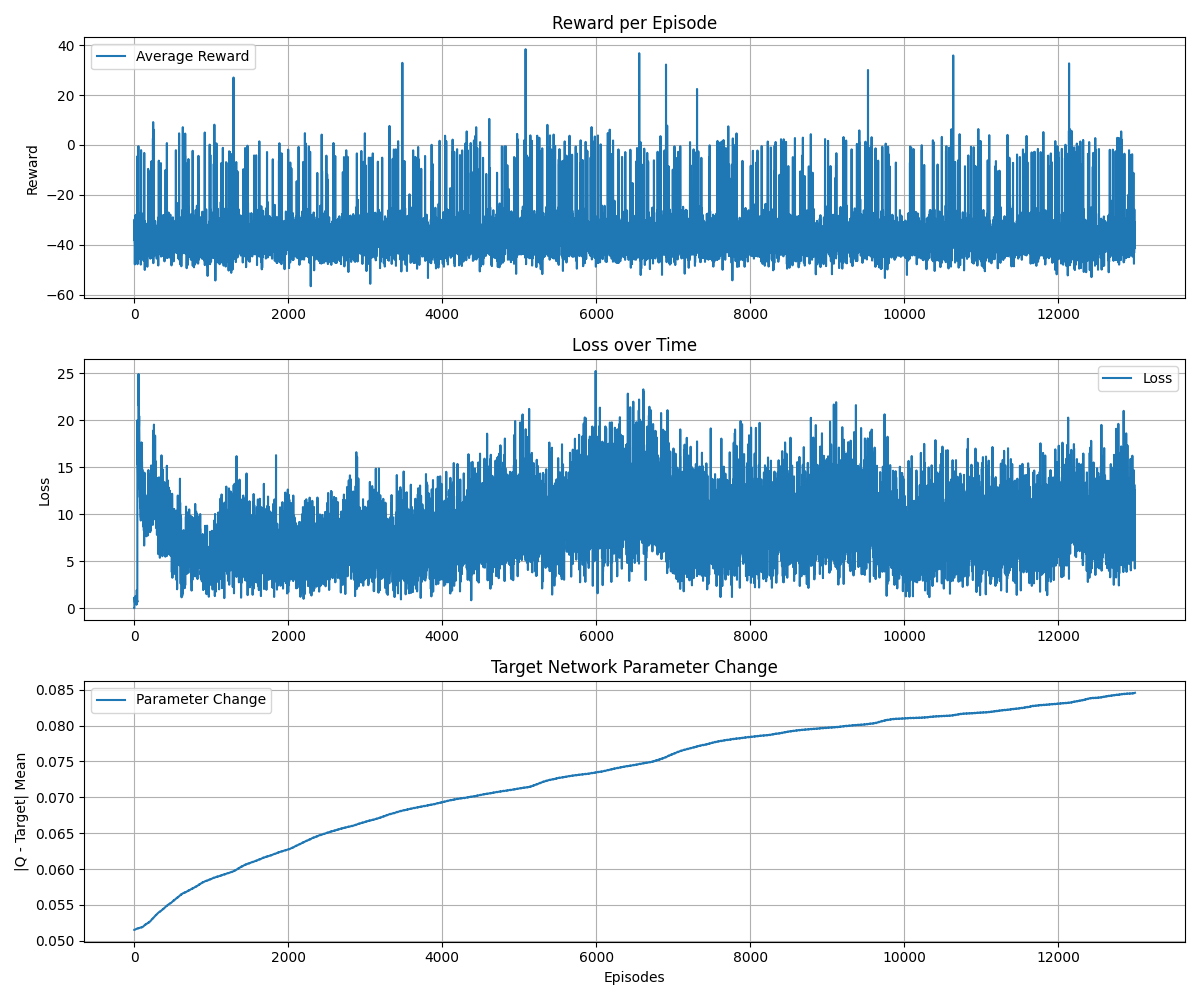 Reward per Episode
Average Reward
Reward
40
20
0
−20
−40
−60
0 2000 4000 6000 8000 10000 12000
Loss over Time
Loss
Loss
25
20
15
10
5
0
0 2000 4000 6000 8000 10000 12000
Target Network Parameter Change
Parameter Change
|Q - Target| Mean
0.085
0.080
0.075
0.070
0.065
0.060
0.055
0.050
0 2000 4000 6000 8000 10000 12000
Episodes